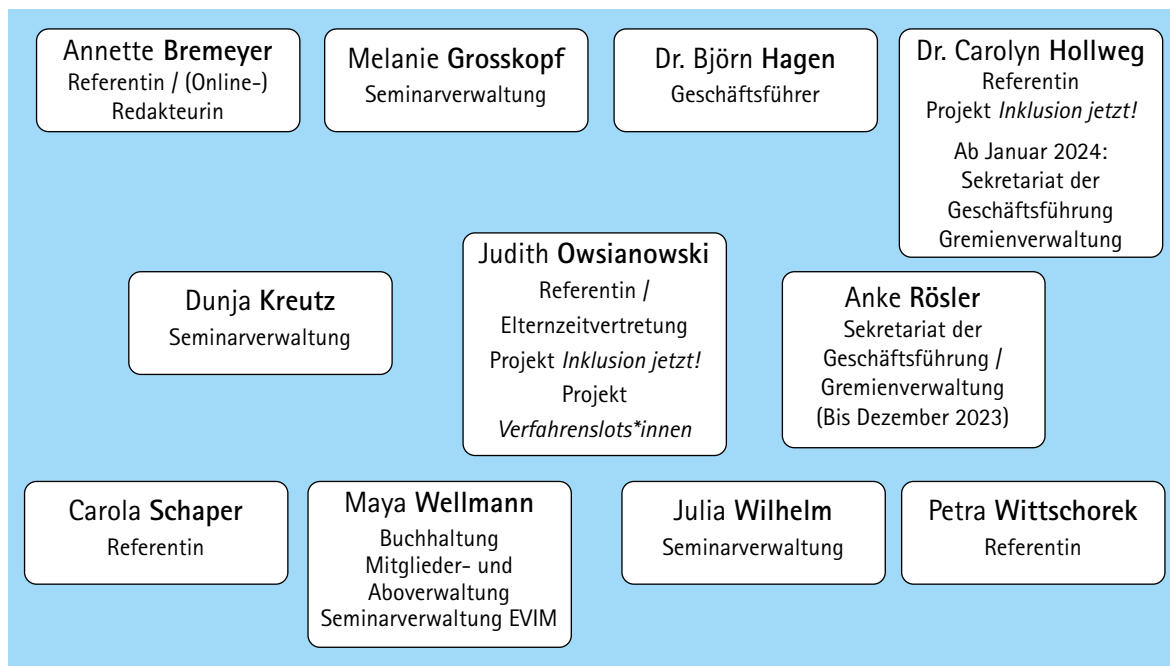 Annette Bremeyer
Referentin / (Online-)
Redakteurin
Melanie Grosskopf
Seminarverwaltung
Dr. Björn Hagen
Geschäftsführer
Dr. Carolyn Hollweg
Referentin
Projekt Inklusion jetzt!
Ab Januar 2024:
Sekretariat der
Geschäftsführung
Gremienverwaltung
Dunja Kreutz
Seminarverwaltung
Judith Owsianowski
Referentin /
Elternzeitvertretung
Projekt Inklusion jetzt!
Projekt
Verfahrenslots*innen
Anke Rösler
Sekretariat der
Geschäftsführung /
Gremienverwaltung
(Bis Dezember 2023)
Carola Schaper
Referentin
Maya Wellmann
Buchhaltung
Mitglieder- und
Aboverwaltung
Seminarverwaltung EVIM
Julia Wilhelm
Seminarverwaltung
Petra Wittschorek
Referentin